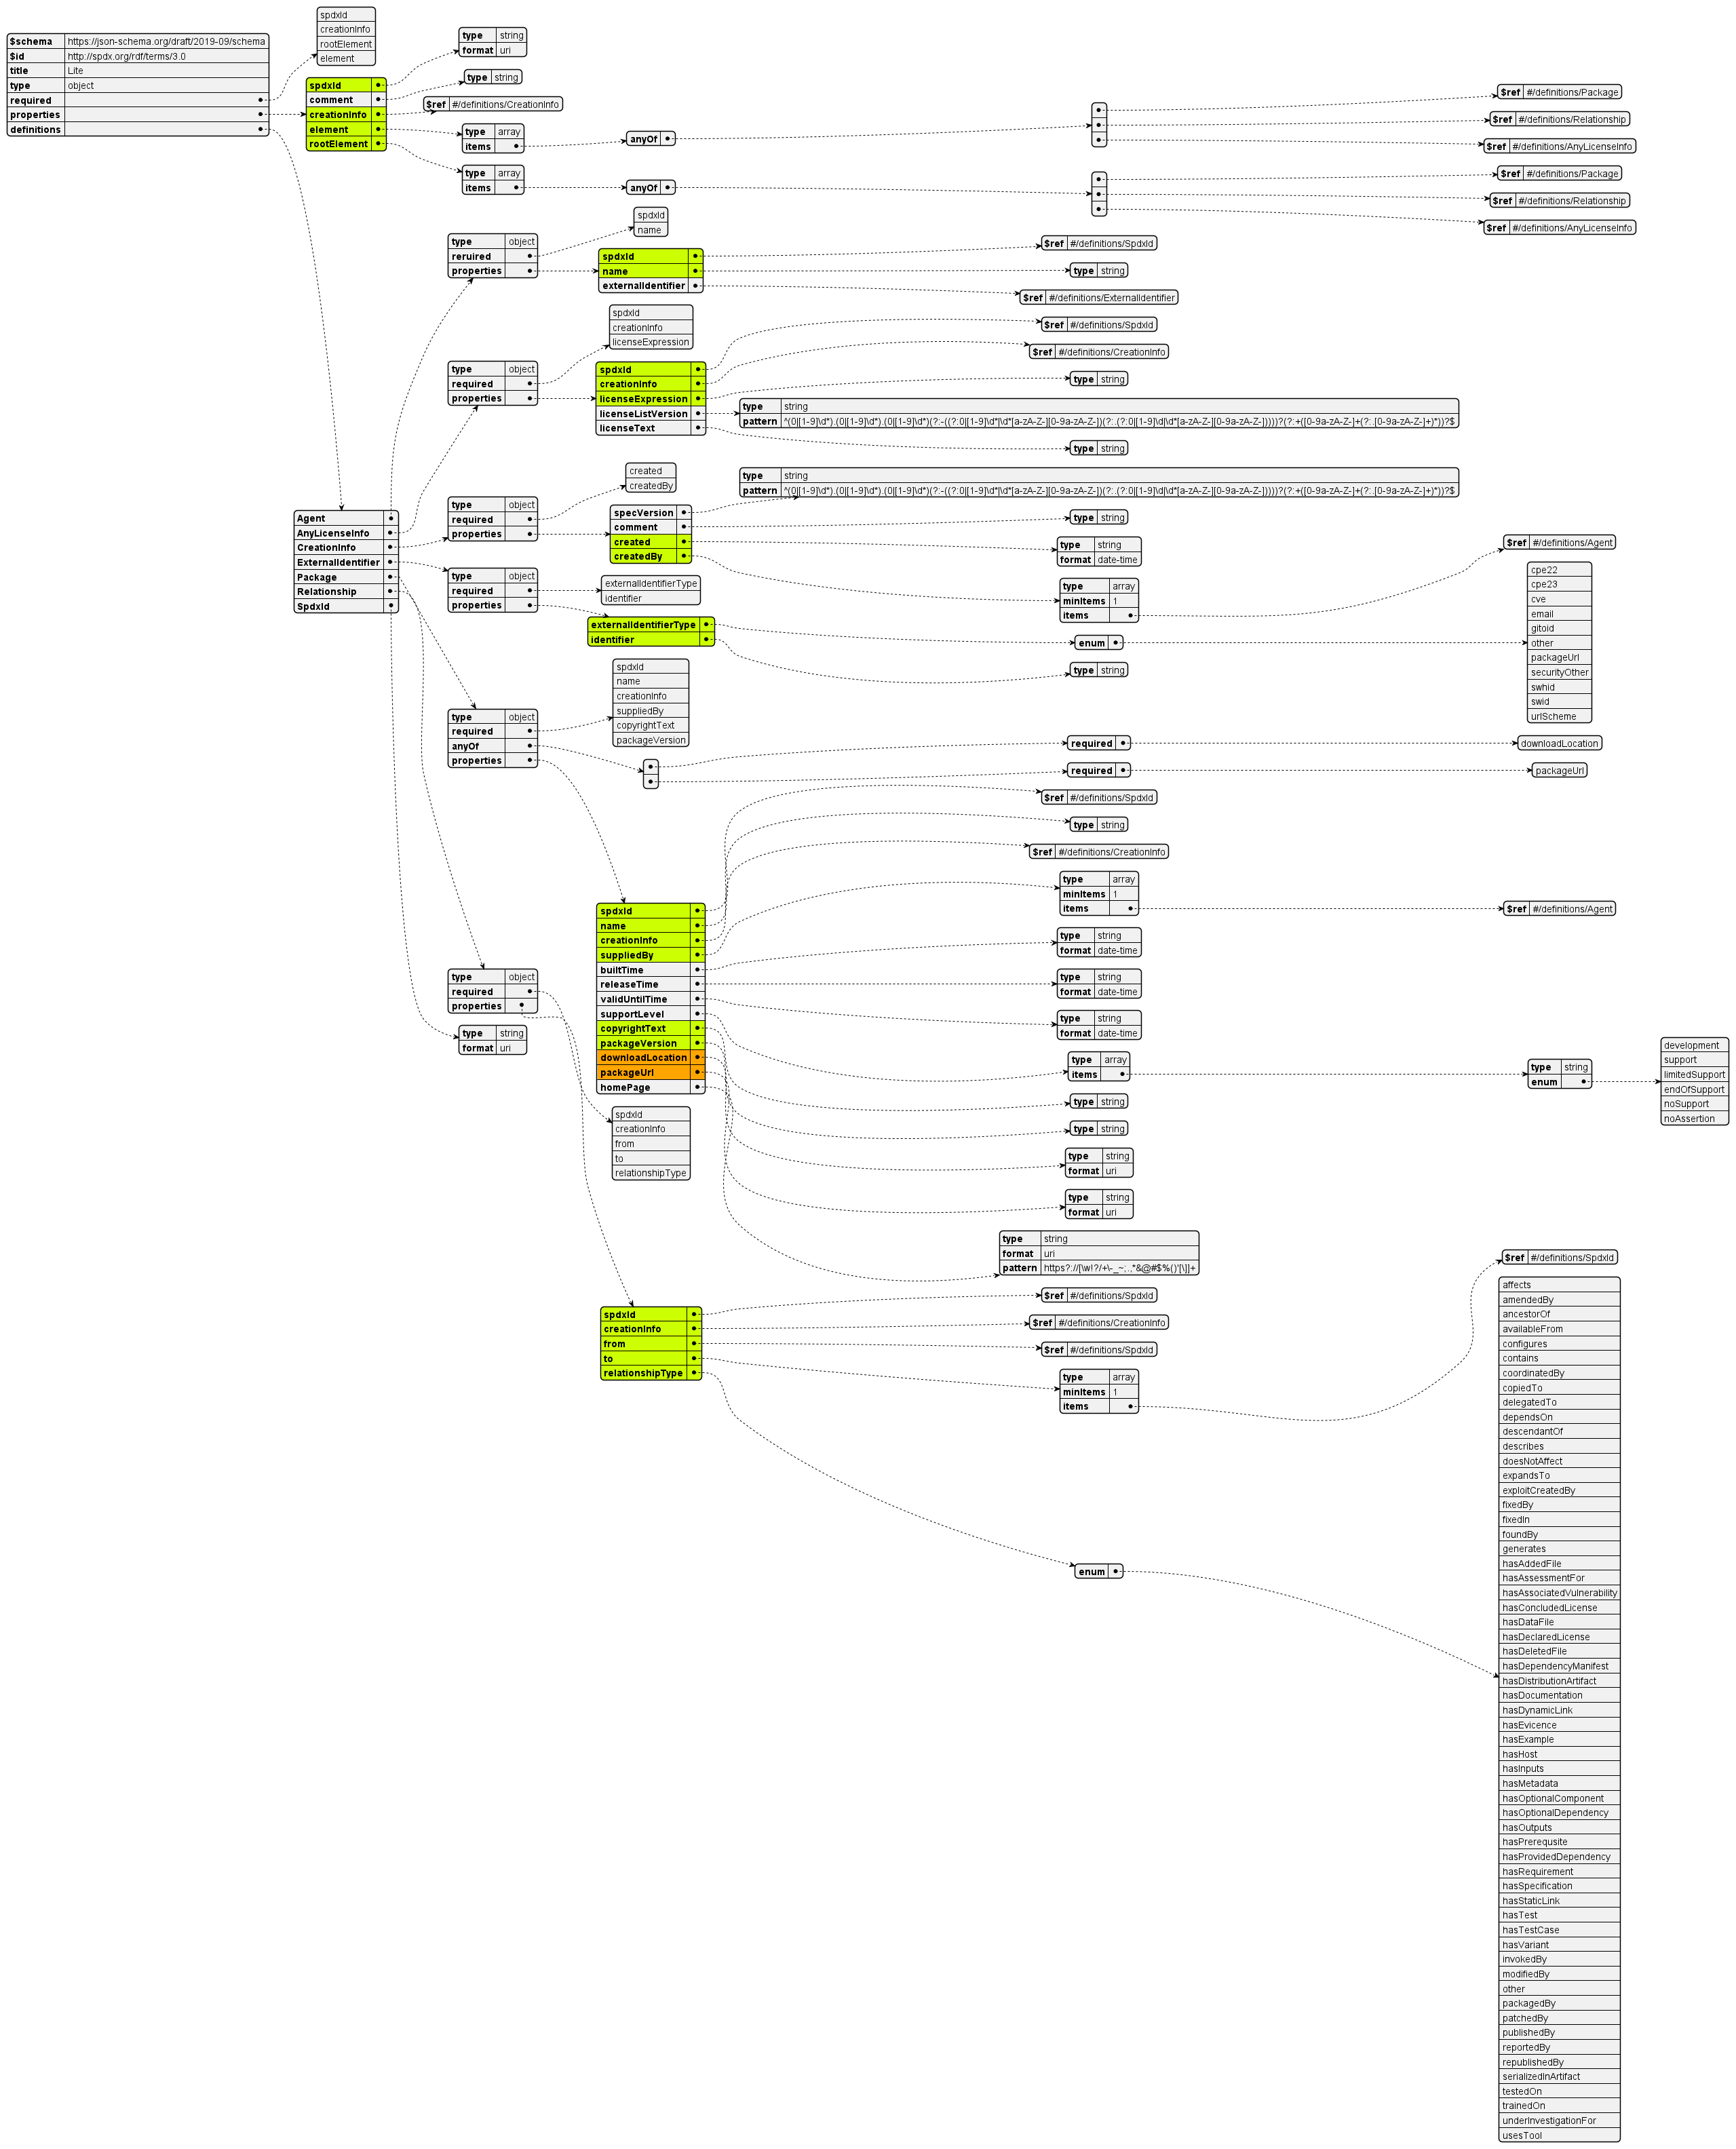 $schema https://json-schema.org/draft/2019-09/schema
$id http://spdx.org/rdf/terms/3.0
title Lite
type object
required
properties
definitions
spdxId
creationInfo
rootElement
element
spdxId
comment
creationInfo
element
rootElement
type string
format uri
type string
$ref #/definitions/CreationInfo
type array
items
anyOf
$ref #/definitions/Package
$ref #/definitions/Relationship
$ref #/definitions/AnyLicenseInfo
type array
items
anyOf
$ref #/definitions/Package
$ref #/definitions/Relationship
$ref #/definitions/AnyLicenseInfo
Agent
AnyLicenseInfo
CreationInfo
ExternalIdentifier
Package
Relationship
SpdxId
type object
reruired
properties
spdxId
name
spdxId
name
externalIdentifier
$ref #/definitions/SpdxId
type string
$ref #/definitions/ExternalIdentifier
type object
required
properties
spdxId
creationInfo
licenseExpression
spdxId
creationInfo
licenseExpression
licenseListVersion
licenseText
$ref #/definitions/SpdxId
$ref #/definitions/CreationInfo
type string
type string
pattern ^(0|[1-9]\d*).(0|[1-9]\d*).(0|[1-9]\d*)(?:-((?:0|[1-9]\d*|\d*[a-zA-Z-][0-9a-zA-Z-])(?:.(?:0|[1-9]\d|\d*[a-zA-Z-][0-9a-zA-Z-]))))?(?:+([0-9a-zA-Z-]+(?:.[0-9a-zA-Z-]+)*))?$
type string
type object
required
properties
created
createdBy
specVersion
comment
created
createdBy
type string
pattern ^(0|[1-9]\d*).(0|[1-9]\d*).(0|[1-9]\d*)(?:-((?:0|[1-9]\d*|\d*[a-zA-Z-][0-9a-zA-Z-])(?:.(?:0|[1-9]\d|\d*[a-zA-Z-][0-9a-zA-Z-]))))?(?:+([0-9a-zA-Z-]+(?:.[0-9a-zA-Z-]+)*))?$
type string
type string
format date-time
type array
minItems 1
items
$ref #/definitions/Agent
type object
required
properties
externalIdentifierType
identifier
externalIdentifierType
identifier
enum
cpe22
cpe23
cve
email
gitoid
other
packageUrl
securityOther
swhid
swid
urlScheme
type string
type object
required
anyOf
properties
spdxId
name
creationInfo
suppliedBy
copyrightText
packageVersion
required
downloadLocation
required
packageUrl
spdxId
name
creationInfo
suppliedBy
builtTime
releaseTime
validUntilTime
supportLevel
copyrightText
packageVersion
downloadLocation
packageUrl
homePage
$ref #/definitions/SpdxId
type string
$ref #/definitions/CreationInfo
type array
minItems 1
items
$ref #/definitions/Agent
type string
format date-time
type string
format date-time
type string
format date-time
type array
items
type string
enum
development
support
limitedSupport
endOfSupport
noSupport
noAssertion
type string
type string
type string
format uri
type string
format uri
type string
format uri
pattern https?://[\w!?/+\-_~;.,*&@#$%()'[\]]+
type object
required
properties
type string
format uri
spdxId
creationInfo
from
to
relationshipType
spdxId
creationInfo
from
to
relationshipType
$ref #/definitions/SpdxId
$ref #/definitions/CreationInfo
$ref #/definitions/SpdxId
type array
minItems 1
items
$ref #/definitions/SpdxId
enum
affects
amendedBy
ancestorOf
availableFrom
configures
contains
coordinatedBy
copiedTo
delegatedTo
dependsOn
descendantOf
describes
doesNotAffect
expandsTo
exploitCreatedBy
fixedBy
fixedIn
foundBy
generates
hasAddedFile
hasAssessmentFor
hasAssociatedVulnerability
hasConcludedLicense
hasDataFile
hasDeclaredLicense
hasDeletedFile
hasDependencyManifest
hasDistributionArtifact
hasDocumentation
hasDynamicLink
hasEvicence
hasExample
hasHost
hasInputs
hasMetadata
hasOptionalComponent
hasOptionalDependency
hasOutputs
hasPrerequsite
hasProvidedDependency
hasRequirement
hasSpecification
hasStaticLink
hasTest
hasTestCase
hasVariant
invokedBy
modifiedBy
other
packagedBy
patchedBy
publishedBy
reportedBy
republishedBy
serializedInArtifact
testedOn
trainedOn
underInvestigationFor
usesTool